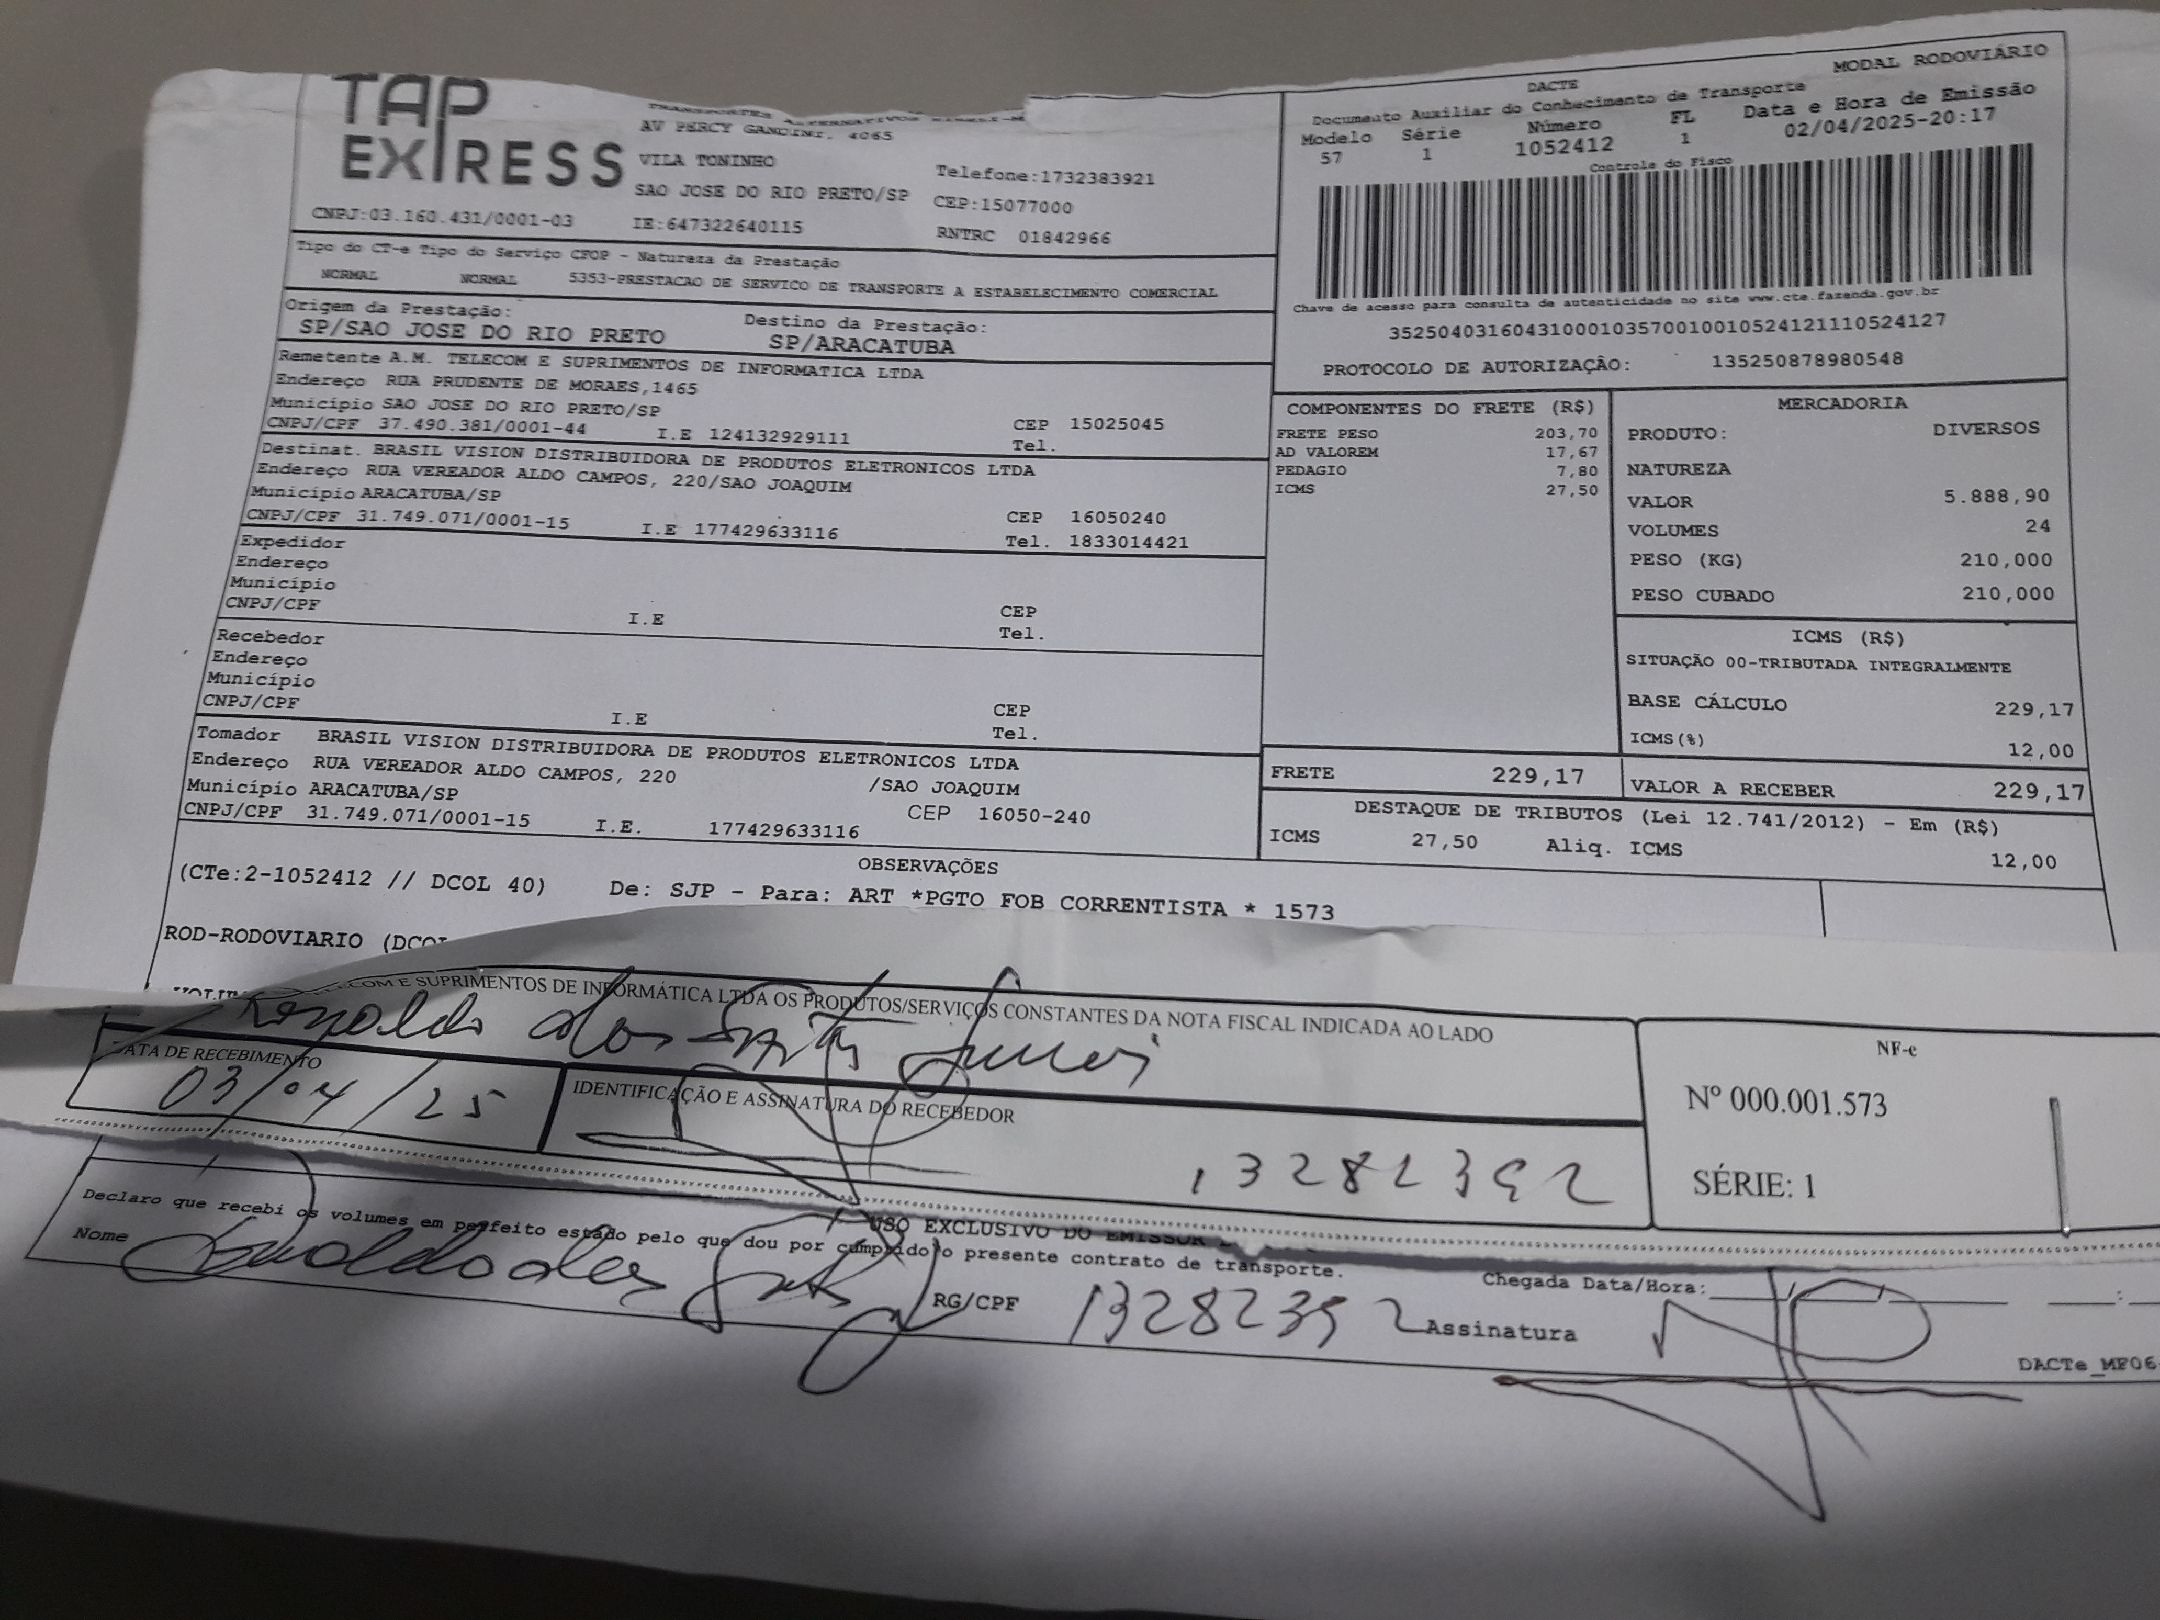 TAP
EXPRESS
AV PERCY GANDINI, 4065
VILA TONINHO
SAO JOSE DO RIO PRETO/SP
Telefone:1732383921
CEP:15077000
CNPJ:03.160.431/0001-03 IE:647322640115 RNTRC 01842966
DACTE
MODAL RODOVIÁRIO
Documento Auxiliar do Conhecimento de Transporte
Modelo Série Número FL Data e Hora de Emissão
57 1 1052412 1 02/04/2025-20:17
Controle do Fisco
Chave de acesso para consulta de autenticidade no site www.cte.fazenda.gov.br
35250403160431000103570010010524121110524127
PROTOCOLO DE AUTORIZAÇÃO: 135250878980548
Tipo do CT-e Tipo do Serviço CFOP - Natureza da Prestação
NORMAL NORMAL 5353-PRESTACAO DE SERVICO DE TRANSPORTE A ESTABELECIMENTO COMERCIAL
Origem da Prestação: Destino da Prestação:
SP/SAO JOSE DO RIO PRETO SP/ARACATUBA
Remetente A.M. TELECOM E SUPRIMENTOS DE INFORMATICA LTDA
Endereço RUA PRUDENTE DE MORAES,1465
Município SAO JOSE DO RIO PRETO/SP CEP 15025045
CNPJ/CPF 37.490.381/0001-44 I.E 124132929111 Tel.
Destinat. BRASIL VISION DISTRIBUIDORA DE PRODUTOS ELETRONICOS LTDA
Endereço RUA VEREADOR ALDO CAMPOS, 220/SAO JOAQUIM
Município ARACATUBA/SP CEP 16050240
CNPJ/CPF 31.749.071/0001-15 I.E 177429633116 Tel. 1833014421
Expedidor
Endereço
Município CEP
CNPJ/CPF I.E Tel.
Recebedor
Endereço
Município CEP
CNPJ/CPF I.E Tel.
Tomador BRASIL VISION DISTRIBUIDORA DE PRODUTOS ELETRONICOS LTDA
Endereço RUA VEREADOR ALDO CAMPOS, 220 /SAO JOAQUIM
Município ARACATUBA/SP CEP 16050-240
CNPJ/CPF 31.749.071/0001-15 I.E. 177429633116
COMPONENTES DO FRETE (R$)
FRETE PESO 203,70
AD VALOREM 17,67
PEDAGIO 7,80
ICMS 27,50
MERCADORIA
PRODUTO: DIVERSOS
NATUREZA
VALOR 5.888,90
VOLUMES 24
PESO (KG) 210,000
PESO CUBADO 210,000
ICMS (R$)
SITUAÇÃO 00-TRIBUTADA INTEGRALMENTE
BASE CÁLCULO 229,17
ICMS(%) 12,00
FRETE 229,17 VALOR A RECEBER 229,17
DESTAQUE DE TRIBUTOS (Lei 12.741/2012) - Em (R$)
ICMS 27,50 Aliq. ICMS 12,00
OBSERVAÇÕES
(CTe:2-1052412 // DCOL 40) De: SJP - Para: ART *PGTO FOB CORRENTISTA * 1573
ROD-RODOVIARIO (DCOL
COM E SUPRIMENTOS DE INFORMÁTICA LTDA OS PRODUTOS/SERVIÇOS CONSTANTES DA NOTA FISCAL INDICADA AO LADO
Ronaldo dos Santos Junior
DATA DE RECEBIMENTO
03/04/25
IDENTIFICAÇÃO E ASSINATURA DO RECEBEDOR
13282392
NF-e
Nº 000.001.573
SÉRIE: 1
USO EXCLUSIVO DO EMISSOR
Declaro que recebi os volumes em perfeito estado pelo que dou por cumprido o presente contrato de transporte.
Nome Ronaldo dos Santos RG/CPF 13282392 Assinatura
Chegada Data/Hora:
DACTe_MF06